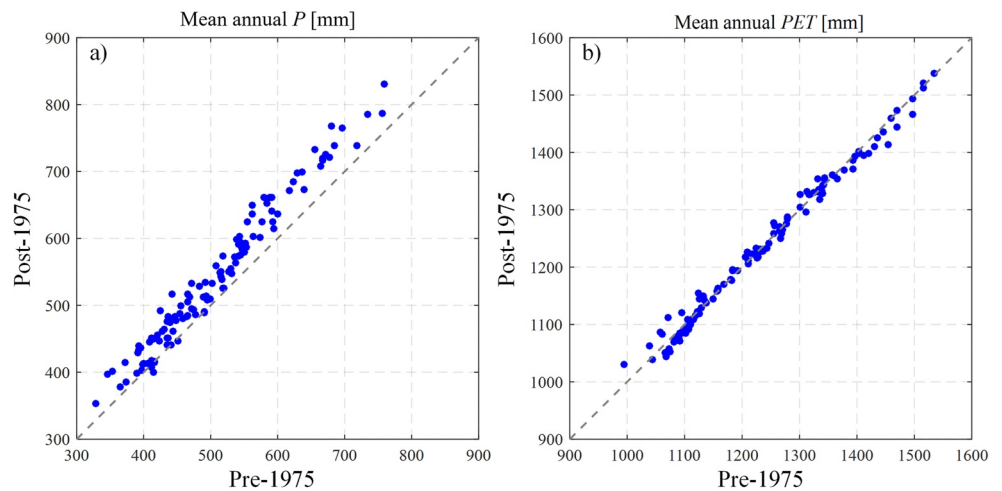 Mean annual P [mm]
a)
Post-1975
900
800
700
600
500
400
300
300 400 500 600 700 800 900
Pre-1975
Mean annual PET [mm]
b)
Post-1975
1600
1500
1400
1300
1200
1100
1000
900
900 1000 1100 1200 1300 1400 1500 1600
Pre-1975